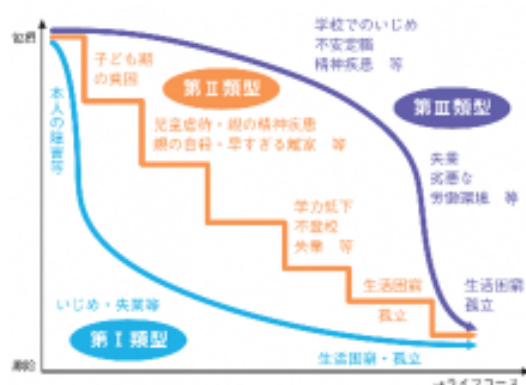 包摂
学校でのいじめ
不安定職
精神疾患 等
子ども期
の貧困
第Ⅱ類型
第Ⅲ類型
本人の障害等
児童虐待・親の精神疾患
親の自殺・早すぎる離家 等
失業
劣悪な
労働環境 等
学力低下
不登校
失業 等
生活困窮
孤立
生活困窮
孤立
いじめ・失業等
第Ⅰ類型
生活困窮・孤立
排除
→ライフコース